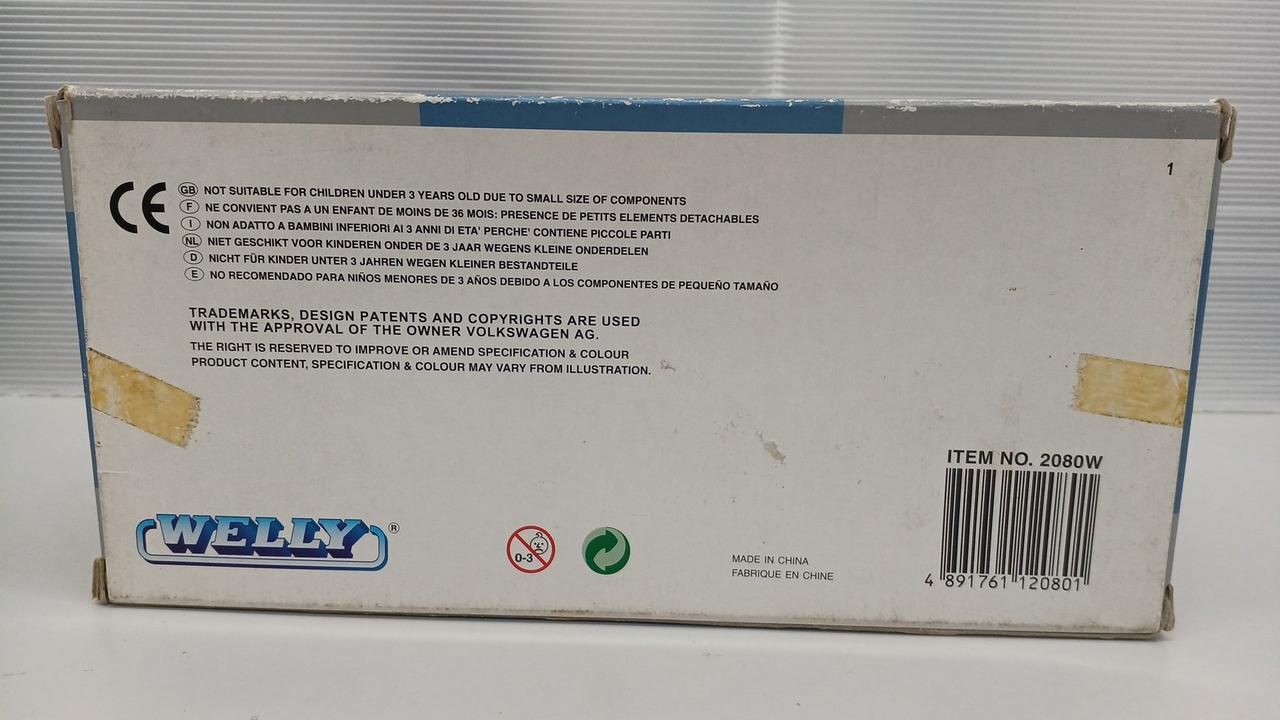 1
CE
GB NOT SUITABLE FOR CHILDREN UNDER 3 YEARS OLD DUE TO SMALL SIZE OF COMPONENTS
F NE CONVIENT PAS A UN ENFANT DE MOINS DE 36 MOIS: PRESENCE DE PETITS ELEMENTS DETACHABLES
I NON ADATTO A BAMBINI INFERIORI AI 3 ANNI DI ETA' PERCHE' CONTIENE PICCOLE PARTI
NL NIET GESCHIKT VOOR KINDEREN ONDER DE 3 JAAR WEGENS KLEINE ONDERDELEN
D NICHT FÜR KINDER UNTER 3 JAHREN WEGEN KLEINER BESTANDTEILE
E NO RECOMENDADO PARA NIÑOS MENORES DE 3 AÑOS DEBIDO A LOS COMPONENTES DE PEQUEÑO TAMAÑO
TRADEMARKS, DESIGN PATENTS AND COPYRIGHTS ARE USED
WITH THE APPROVAL OF THE OWNER VOLKSWAGEN AG.
THE RIGHT IS RESERVED TO IMPROVE OR AMEND SPECIFICATION & COLOUR
PRODUCT CONTENT, SPECIFICATION & COLOUR MAY VARY FROM ILLUSTRATION.
ITEM NO. 2080W
WELLY ®
0-3
MADE IN CHINA
FABRIQUE EN CHINE
4 891761 120801